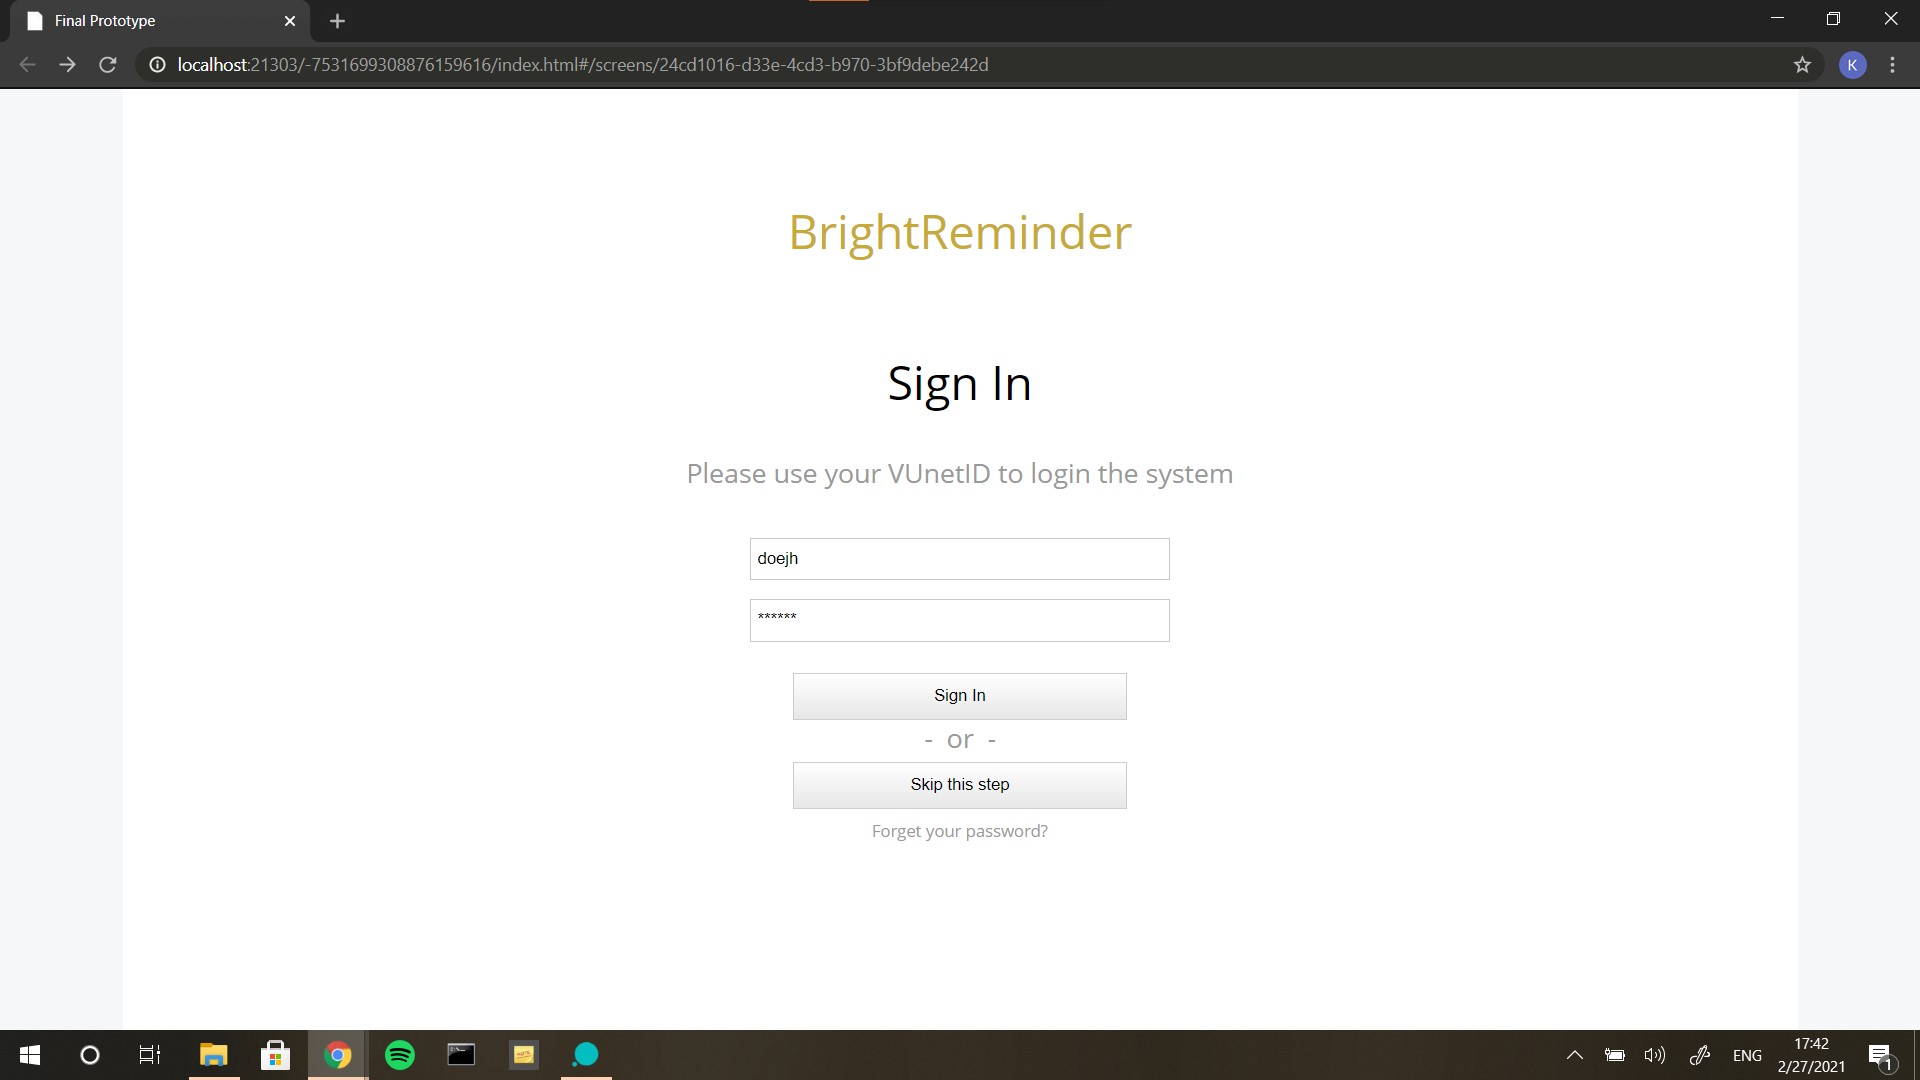 Final Prototype
localhost:21303/-7531699308876159616/index.html#/screens/24cd1016-d33e-4cd3-b970-3bf9debe242d
K
BrightReminder
Sign In
Please use your VUnetID to login the system
doejh
******
Sign In
- or -
Skip this step
Forget your password?
ENG
17:42
2/27/2021
1